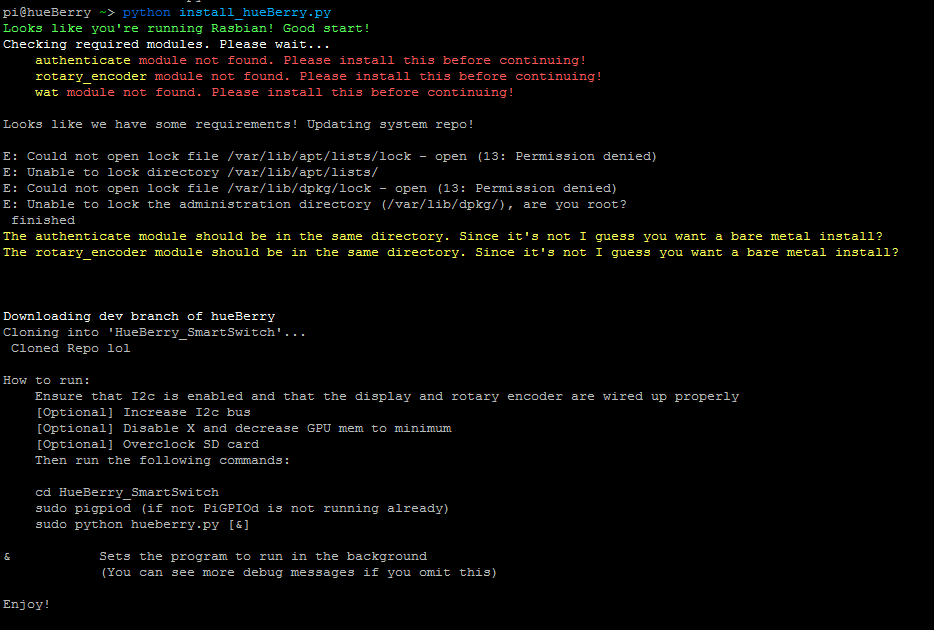 pi@hueBerry ~> python install_hueBerry.py
Looks like you're running Rasbian! Good start!
Checking required modules. Please wait...
authenticate module not found. Please install this before continuing!
rotary_encoder module not found. Please install this before continuing!
wat module not found. Please install this before continuing!
Looks like we have some requirements! Updating system repo!
E: Could not open lock file /var/lib/apt/lists/lock - open (13: Permission denied)
E: Unable to lock directory /var/lib/apt/lists/
E: Could not open lock file /var/lib/dpkg/lock - open (13: Permission denied)
E: Unable to lock the administration directory (/var/lib/dpkg/), are you root?
finished
The authenticate module should be in the same directory. Since it's not I guess you want a bare metal install?
The rotary_encoder module should be in the same directory. Since it's not I guess you want a bare metal install?
Downloading dev branch of hueBerry
Cloning into 'HueBerry_SmartSwitch'...
Cloned Repo lol
How to run:
Ensure that I2c is enabled and that the display and rotary encoder are wired up properly
[Optional] Increase I2c bus
[Optional] Disable X and decrease GPU mem to minimum
[Optional] Overclock SD card
Then run the following commands:
cd HueBerry_SmartSwitch
sudo pigpiod (if not PiGPIOd is not running already)
sudo python hueberry.py [&]
& Sets the program to run in the background
(You can see more debug messages if you omit this)
Enjoy!